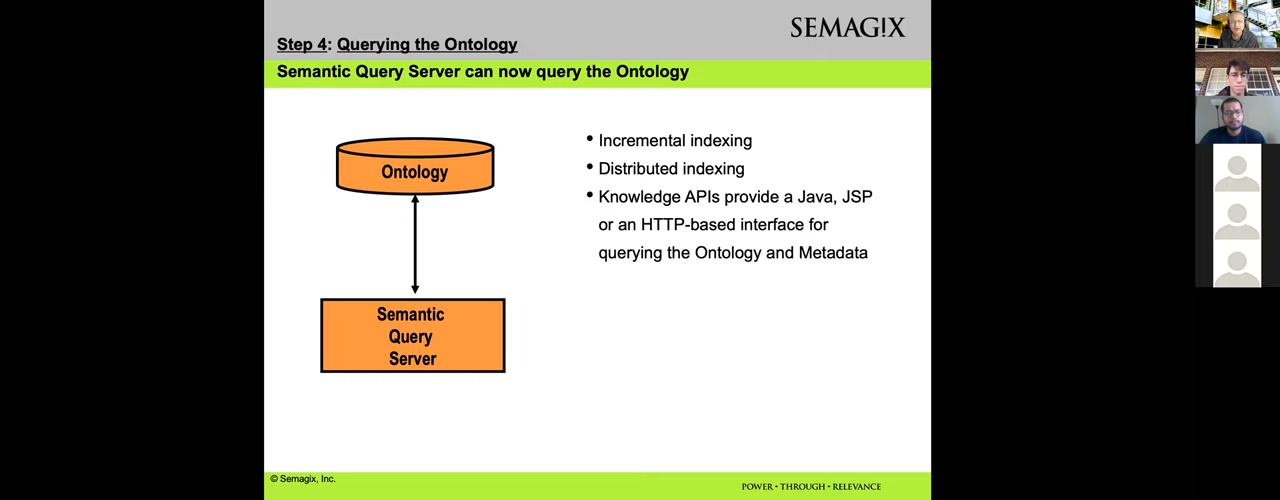 SEMAG!X
Step 4: Querying the Ontology
Semantic Query Server can now query the Ontology
Ontology
Semantic
Query
Server
• Incremental indexing
• Distributed indexing
• Knowledge APIs provide a Java, JSP
or an HTTP-based interface for
querying the Ontology and Metadata
© Semagix, Inc.
POWER • THROUGH • RELEVANCE